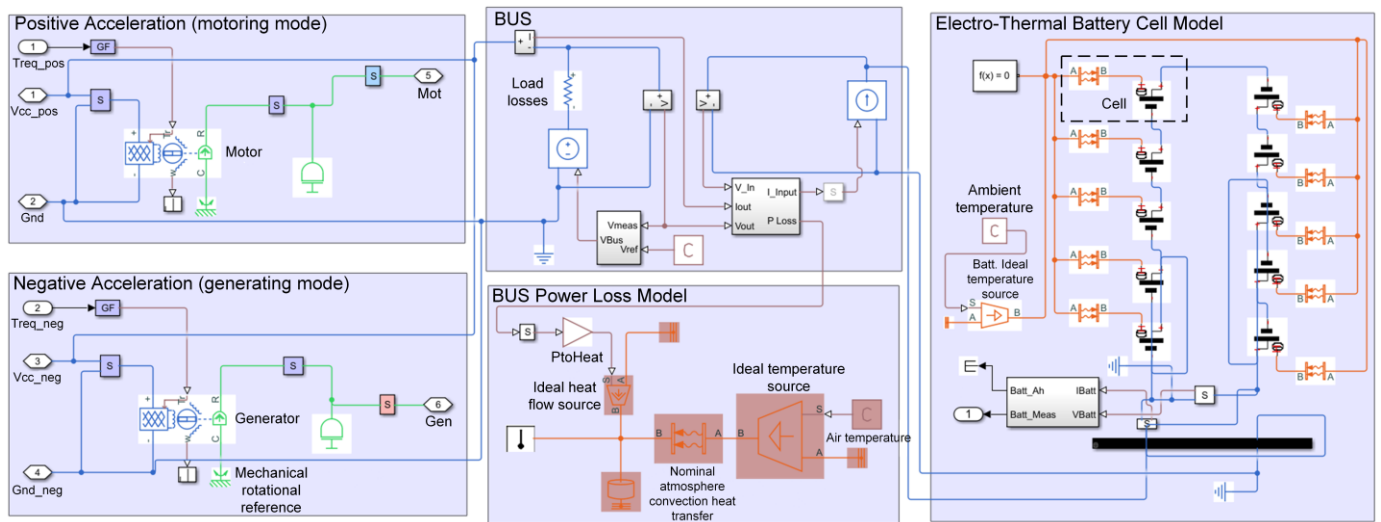 Positive Acceleration (motoring mode)
1
GF
Treq_pos
1
S
S
S
5
Mot
Vcc_pos
+
Tr
R
Motor
-
w
C
2
Gnd
Negative Acceleration (generating mode)
2
GF
Treq_neg
3
S
S
Vcc_neg
+
Tr
R
Generator
S
6
Gen
-
w
C
4
Gnd_neg
Mechanical
rotational
reference
BUS
+
I
-
Load
losses
V
+
-
V
+
-
V_In
I_Input
S
Iout
P Loss
Vout
Vmeas
VBus
Vref
C
BUS Power Loss Model
S
PtoHeat
S
A
Ideal heat
flow source
B
Ideal temperature
source
B
A
B
S
C
A
Air temperature
Nominal
atmosphere
convection heat
transfer
Electro-Thermal Battery Cell Model
f(x) = 0
A
B
Cell
B
A
A
B
B
A
A
B
Ambient
temperature
C
B
A
Batt. Ideal
temperature
source
A
B
S
A
B
B
A
A
B
B
A
Batt_Ah
IBatt
S
1
Batt_Meas
VBatt
S